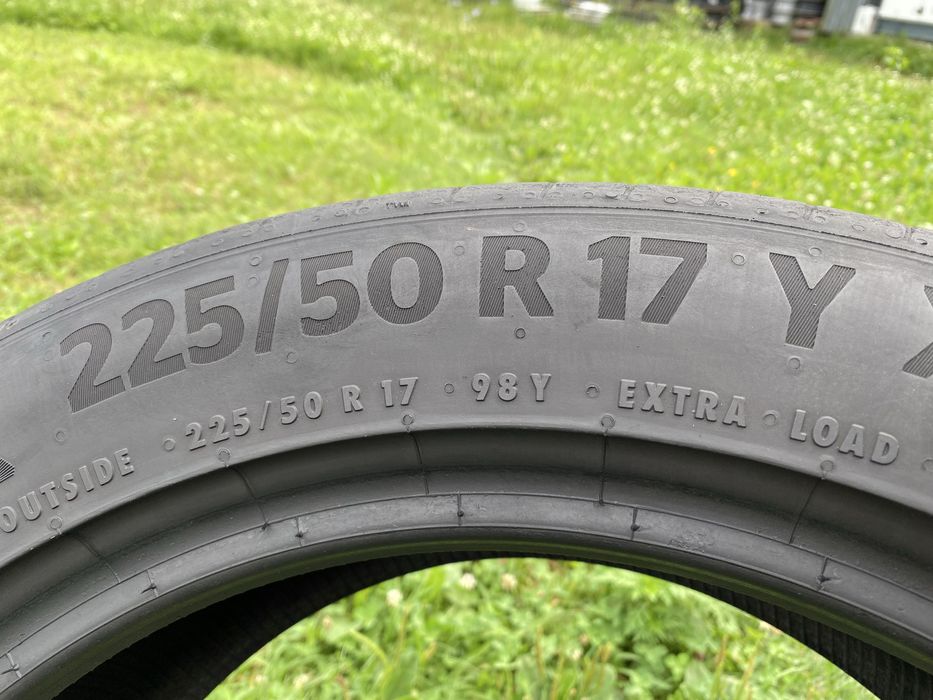 225/50 R 17 Y
OUTSIDE 225/50 R 17 98Y EXTRA LOAD